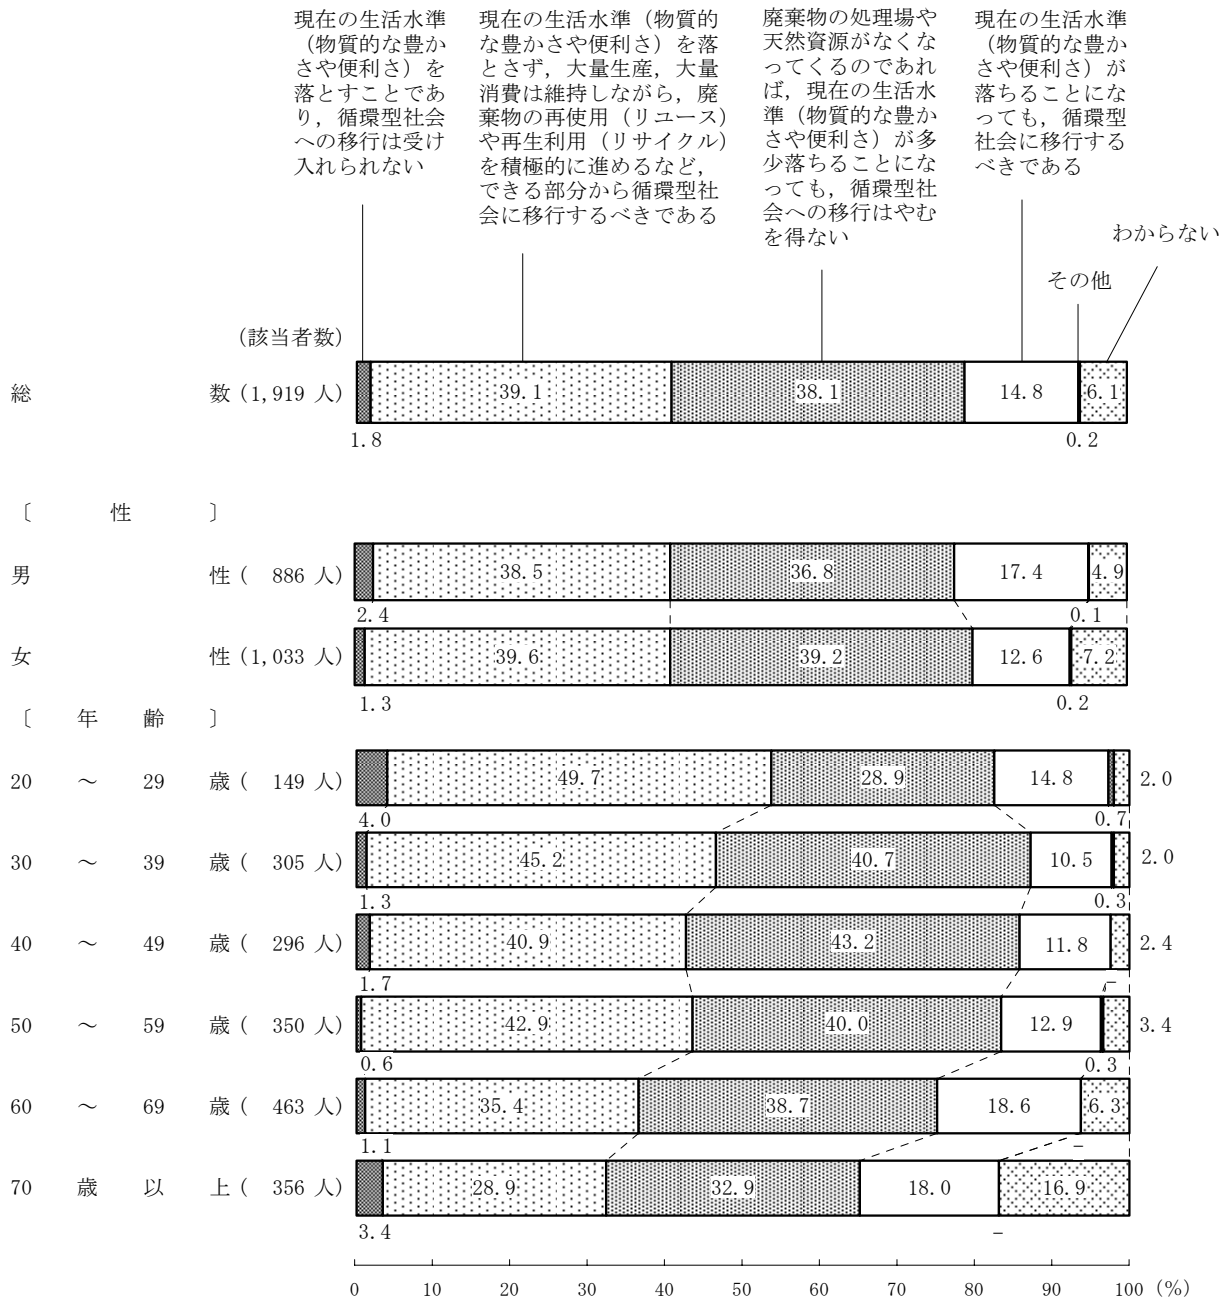 現在の生活水準
（物質的な豊か
さや便利さ）を
落とすことであ
り，循環型社会
への移行は受け
入れられない
現在の生活水準（物質的
な豊かさや便利さ）を落
とさず，大量生産，大量
消費は維持しながら，廃
棄物の再使用（リユース）
や再生利用（リサイクル）
を積極的に進めるなど，
できる部分から循環型社
会に移行するべきである
廃棄物の処理場や
天然資源がなくな
ってくるのであれ
ば，現在の生活水
準（物質的な豊か
さや便利さ）が多
少落ちることにな
っても，循環型社
会への移行はやむ
を得ない
現在の生活水準
（物質的な豊か
さや便利さ）が
落ちることにな
っても，循環型
社会に移行する
べきである
その他
わからない
(該当者数)
総 数 (1,919 人) 39.1 38.1 14.8 6.1
1.8 0.2
〔 性 〕
男 性 ( 886 人) 38.5 36.8 17.4 4.9
2.4 0.1
女 性 (1,033 人) 39.6 39.2 12.6 7.2
1.3 0.2
〔 年 齢 〕
20 ～ 29 歳 ( 149 人) 49.7 28.9 14.8 2.0
4.0 0.7
30 ～ 39 歳 ( 305 人) 45.2 40.7 10.5 2.0
1.3 0.3
40 ～ 49 歳 ( 296 人) 40.9 43.2 11.8 2.4
1.7 −
50 ～ 59 歳 ( 350 人) 42.9 40.0 12.9 3.4
0.6 0.3
60 ～ 69 歳 ( 463 人) 35.4 38.7 18.6 6.3
1.1 −
70 歳 以 上 ( 356 人) 28.9 32.9 18.0 16.9
3.4 −
0 10 20 30 40 50 60 70 80 90 100 (%)